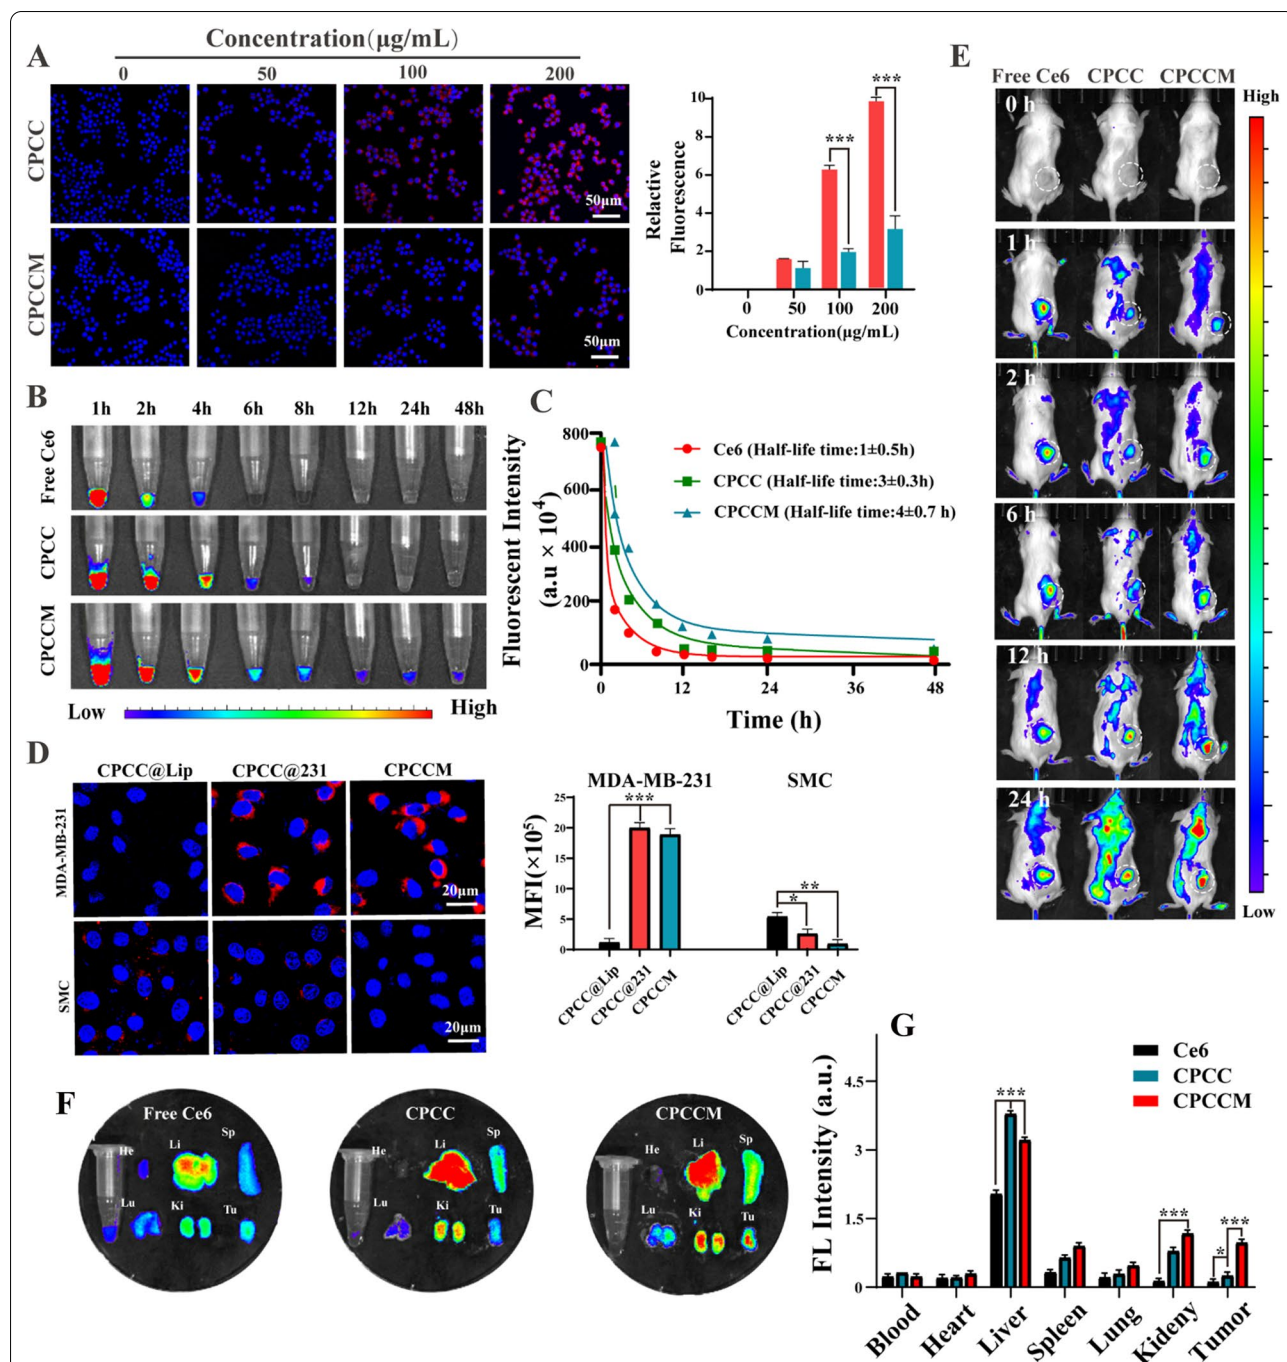 A
Concentration(μg/mL)
0 50 100 200
CPCC
50μm
CPCCM
50μm
Relactive
Fluorescence
10
8
6
4
2
0
***
***
0 50 100 200
Concentration(μg/mL)
B
1h 2h 4h 6h 8h 12h 24h 48h
Free Ce6
CPCC
CPCCM
Low High
C
Fluorescent Intensity
(a.u × 10⁴)
800
600
400
200
0
Ce6 (Half-life time:1±0.5h)
CPCC (Half-life time:3±0.3h)
CPCCM (Half-life time:4±0.7 h)
0 12 24 36 48
Time (h)
D
CPCC@Lip CPCC@231 CPCCM
MDA-MB-231
20μm
SMC
20μm
MDA-MB-231 SMC
MFI(×10⁵)
25
20
15
10
5
0
***
**
*
CPCC@Lip
CPCC@231
CPCCM
CPCC@Lip
CPCC@231
CPCCM
E
Free Ce6 CPCC CPCCM
High
0 h
1 h
2 h
6 h
12 h
24 h
Low
F
Free Ce6
He Li Sp
Lu Ki Tu
CPCC
He Li Sp
Lu Ki Tu
CPCCM
He Li Sp
Lu Ki Tu
G
FL Intensity (a.u.)
4.5
3
1.5
0
Ce6
CPCC
CPCCM
***
***
*
***
Blood
Heart
Liver
Spleen
Lung
Kideny
Tumor